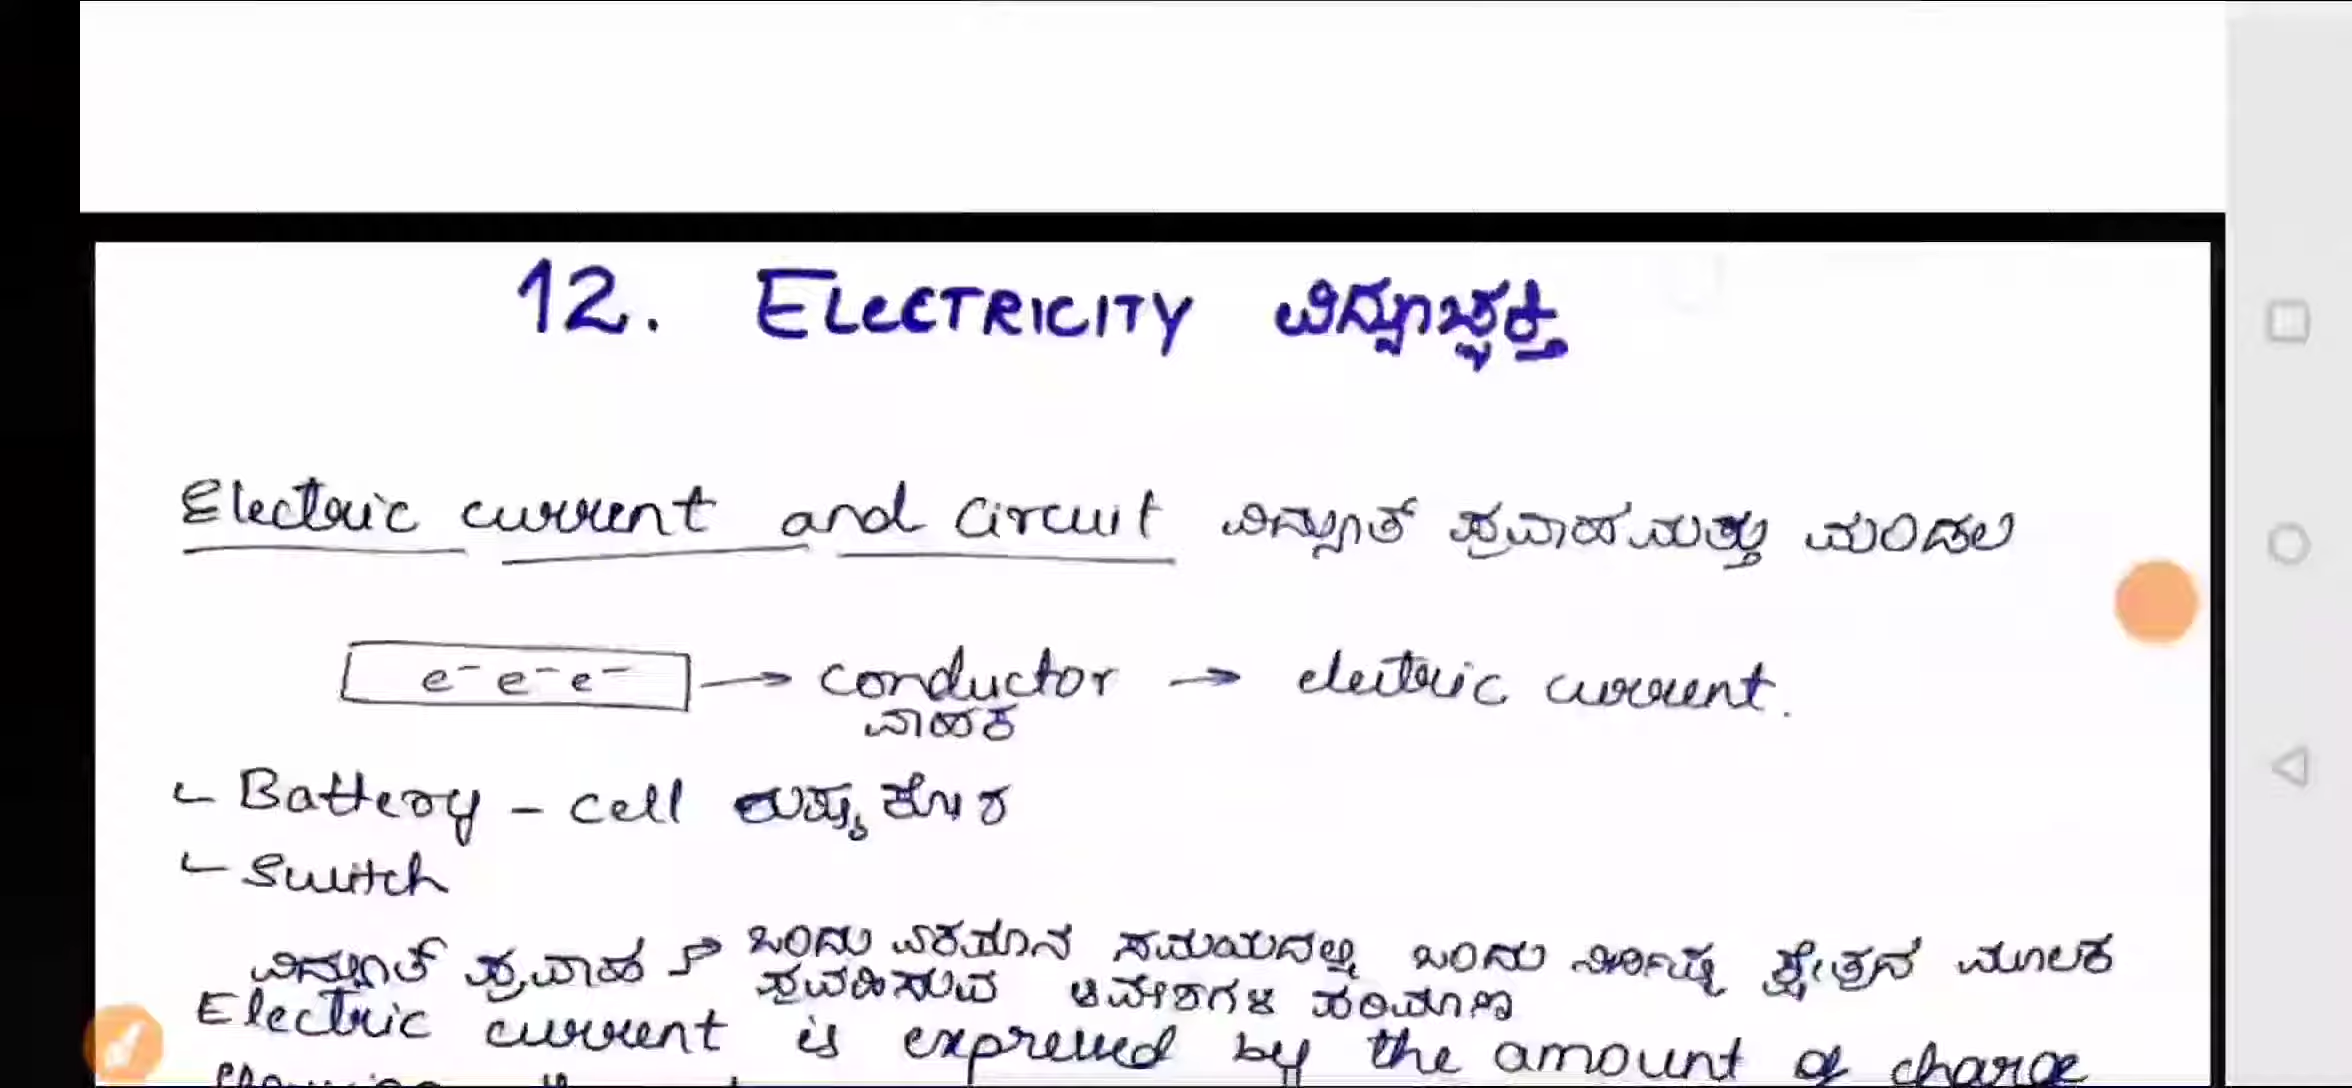 12. ELECTRICITY ವಿದ್ಯುಚ್ಛಕ್ತಿ
Electric current and Circuit ವಿದ್ಯುತ್ ಪ್ರವಾಹ ಮತ್ತು ಮಂಡಲ
e⁻ e⁻ e⁻ → conductor → electric current.
ವಾಹಕ
Battery - cell ಶುಷ್ಕ ಕೋಶ
Switch
ವಿದ್ಯುತ್ ಪ್ರವಾಹ ಒಂದು ಏಕಮಾನ ಸಮಯದಲ್ಲಿ ಒಂದು ನಿರ್ದಿಷ್ಟ ಕ್ಷೇತ್ರದ ಮೂಲಕ
ಪ್ರವಹಿಸುವ ಆವೇಶಗಳ ಪರಿಮಾಣ
Electric current is expressed by the amount of charge